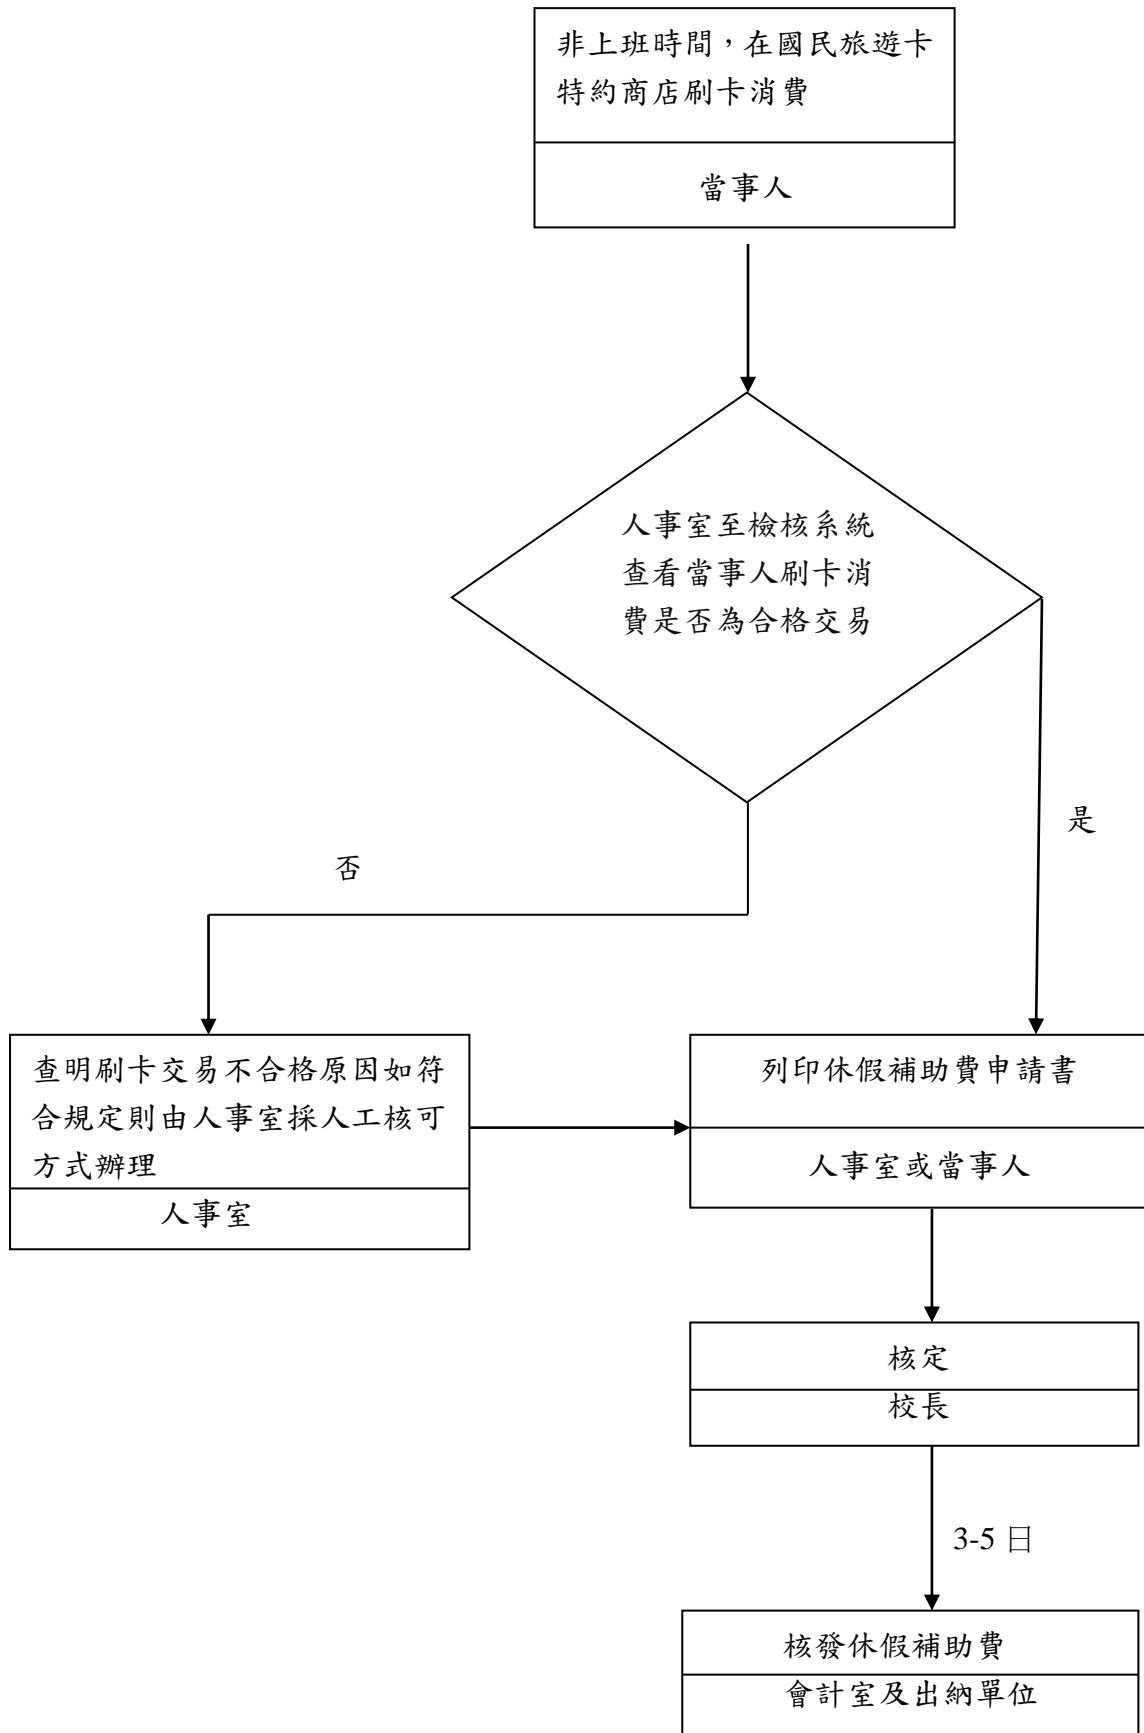 非上班時間，在國民旅遊卡
特約商店刷卡消費
當事人
人事室至檢核系統
查看當事人刷卡消
費是否為合格交易
是
否
查明刷卡交易不合格原因如符
合規定則由人事室採人工核可
方式辦理
人事室
列印休假補助費申請書
人事室或當事人
核定
校長
3-5 日
核發休假補助費
會計室及出納單位